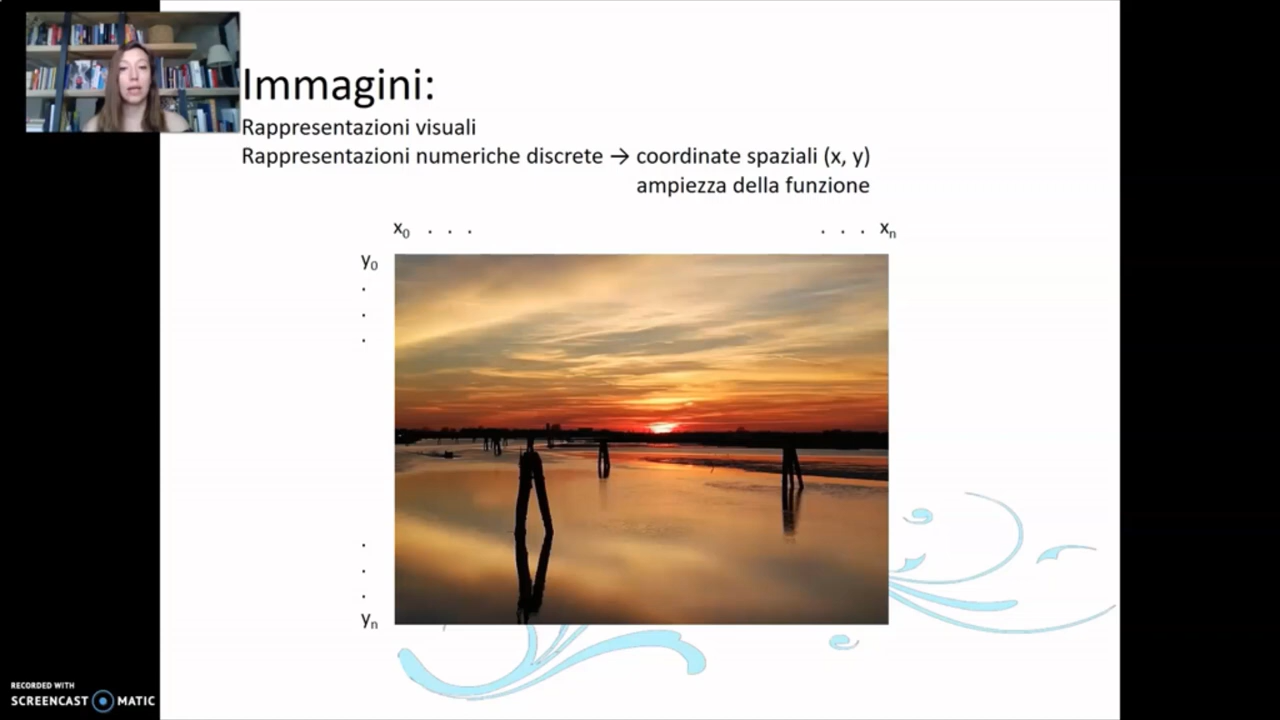 Immagini:
Rappresentazioni visuali
Rappresentazioni numeriche discrete → coordinate spaziali (x, y)
ampiezza della funzione
x₀ . . . . . . xₙ
y₀
.
.
.
.
.
.
yₙ
RECORDED WITH
SCREENCAST MATIC